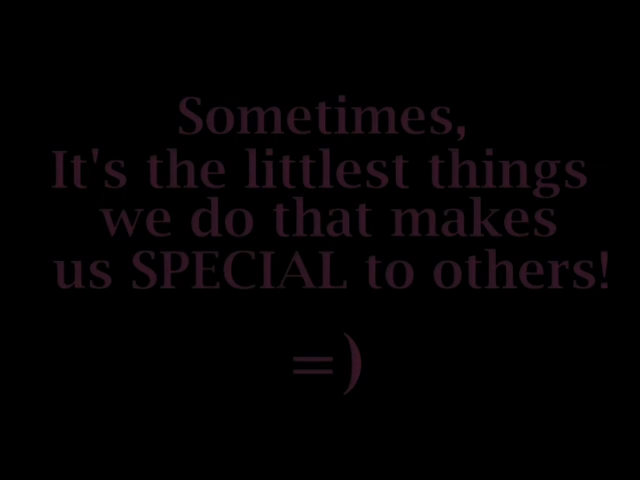 Sometimes,
It's the littlest things
we do that makes
us SPECIAL to others!
=)